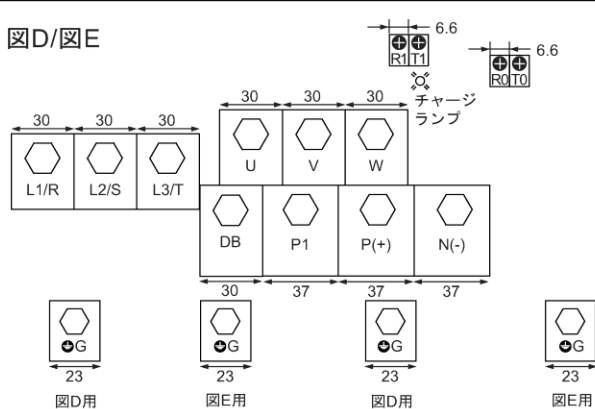 図D/図E
6.6
R1 T1
6.6
R0 T0
チャージ
ランプ
30 30 30
U V W
30 30 30
L1/R L2/S L3/T
DB P1 P(+) N(-)
30 37 37 37
G G G G
23 23 23 23
図D用 図E用 図D用 図E用